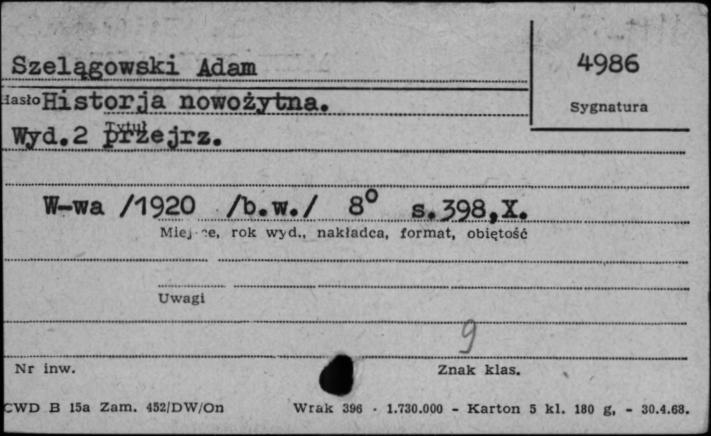 Szelągowski Adam
4986
Hasło Historja nowożytna.
Sygnatura
Tytuł
Wyd.2 przejrz.
W-wa /1920 /b.w./ 8° s.398,X.
Miejsce, rok wyd., nakładca, format, objętość
Uwagi
9
Nr inw.
Znak klas.
CWD B 15a Zam. 452/DW/On Wrak 396 - 1.730.000 - Karton 5 kl. 180 g, - 30.4.68.